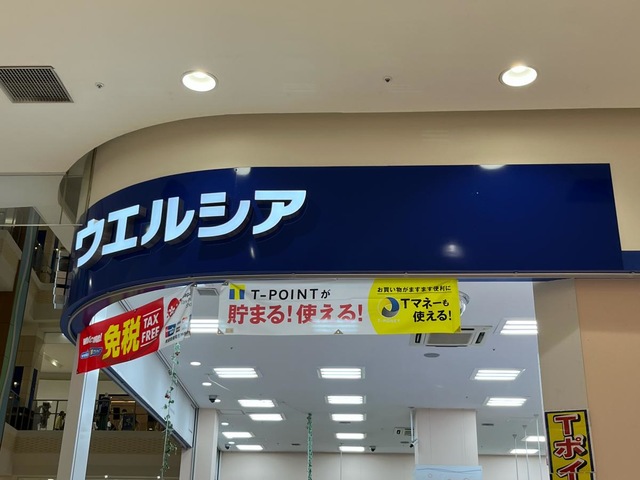 ウエルシア
T-POINTが
貯まる!使える!
お買い物がますます便利に
Tマネーも
使える!
免税
TAX
FREE
Tポイ